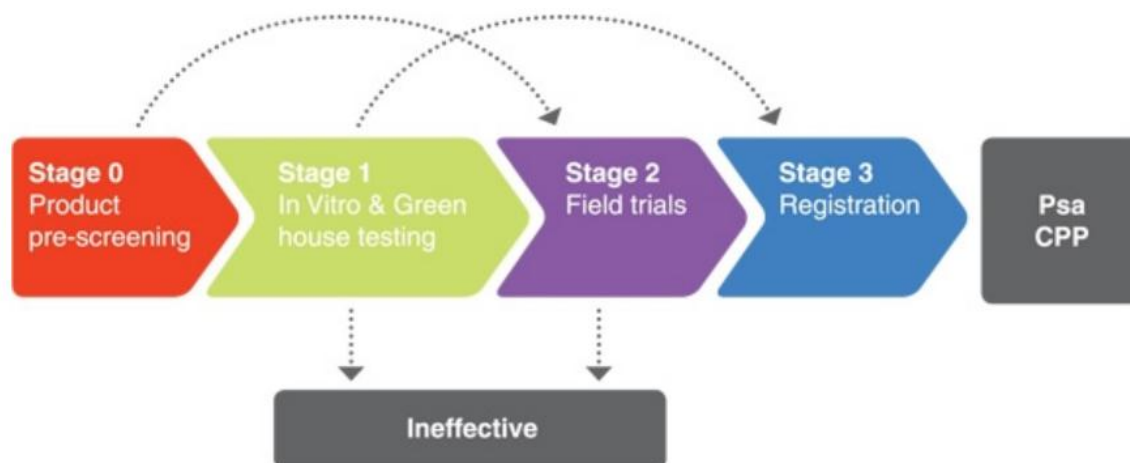 Stage 0
Product
pre-screening
Stage 1
In Vitro & Green
house testing
Stage 2
Field trials
Stage 3
Registration
Psa
CPP
Ineffective